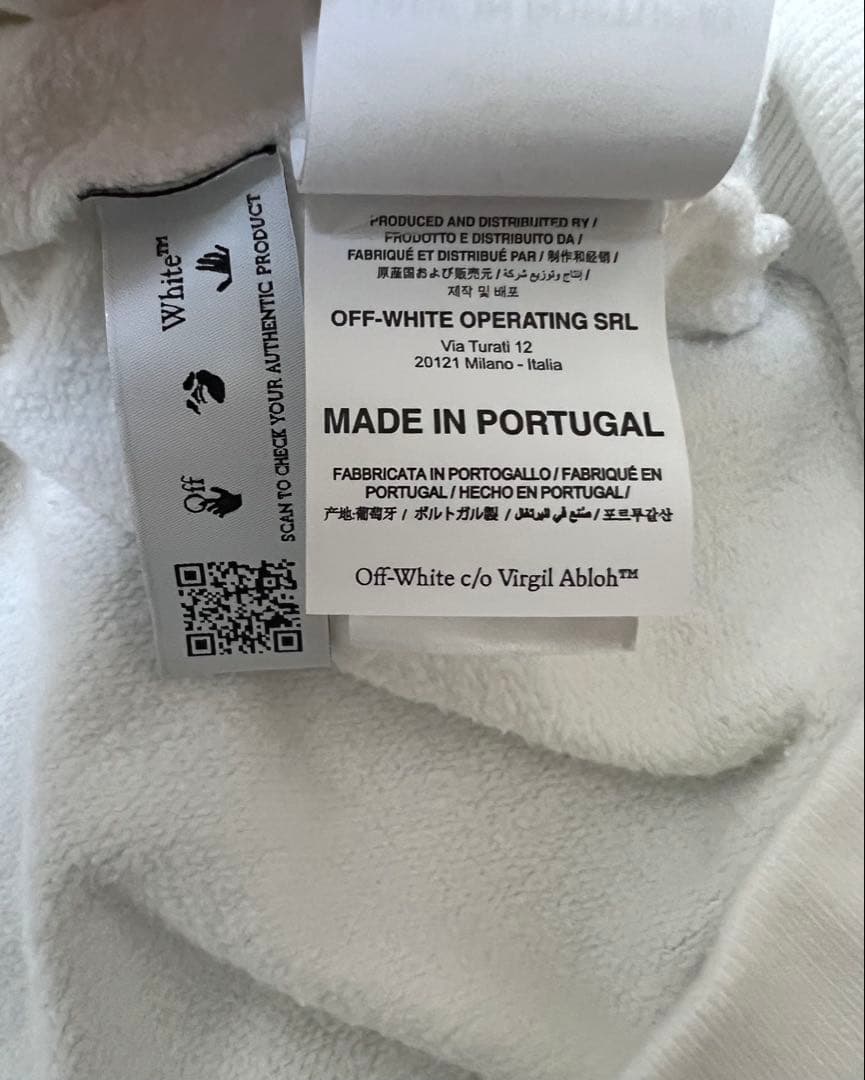 White™
Off
SCAN TO CHECK YOUR AUTHENTIC PRODUCT
PRODUCED AND DISTRIBUITED BY /
PRODOTTO E DISTRIBUITO DA /
FABRIQUÉ ET DISTRIBUÉ PAR / 制作和经销 /
原産国および販売元 / إنتاج وتوزيع شركة /
제작 및 배포
OFF-WHITE OPERATING SRL
Via Turati 12
20121 Milano - Italia
MADE IN PORTUGAL
FABBRICATA IN PORTOGALLO / FABRIQUÉ EN
PORTUGAL / HECHO EN PORTUGAL /
产地:葡萄牙 / ポルトガル製 / صنع في البرتغال / 포르투갈산
Off-White c/o Virgil Abloh™